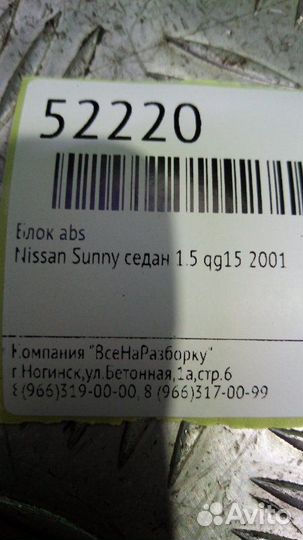 52220
Блок abs
Nissan Sunny седан 1.5 qg15 2001
Компания "ВсеНаРазборку"
г.Ногинск,ул.Бетонная,1а,стр.6
8(966)319-00-00, 8 (966)317-00-99
Avito